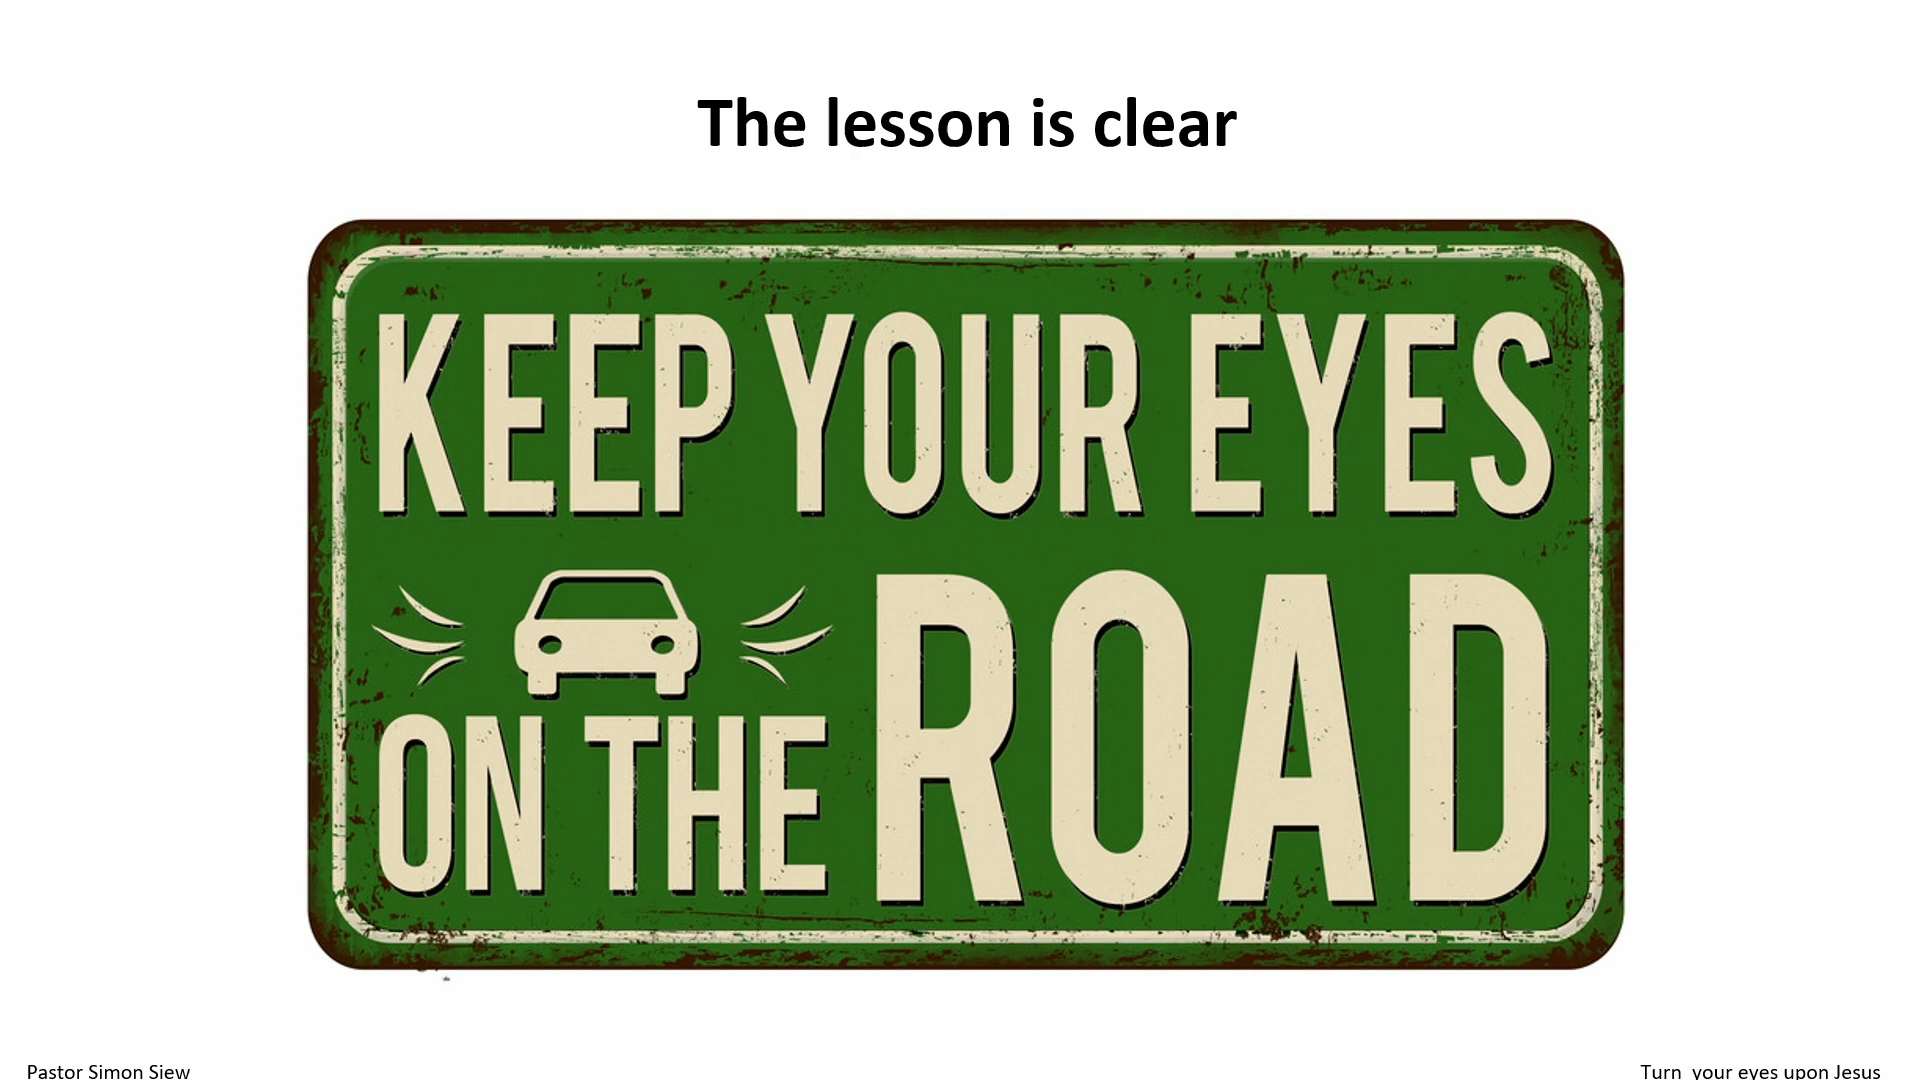 The lesson is clear
KEEP YOUR EYES
ON THE ROAD
Pastor Simon Siew
Turn  your eyes upon Jesus